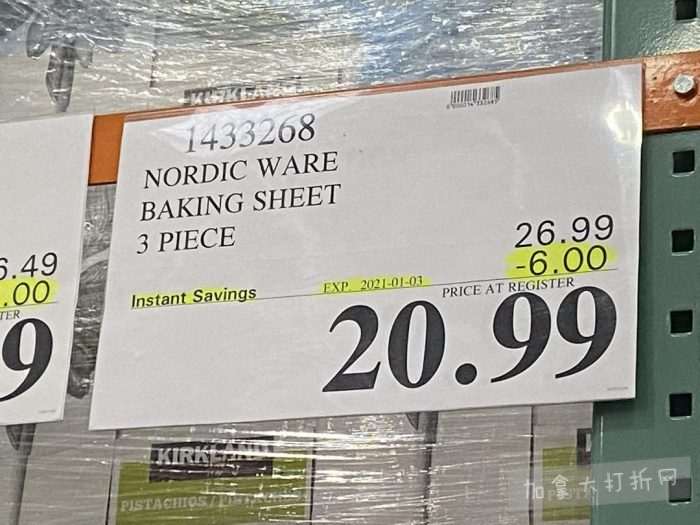 KIRKLAND
1433268
NORDIC WARE
BAKING SHEET
3 PIECE
26.99
-6.00
Instant Savings
EXP. 2021-01-03
PRICE AT REGISTER
20.99
6.49
.00
TER
9
KIRKLAND
PISTACHIOS /
加拿大打折网